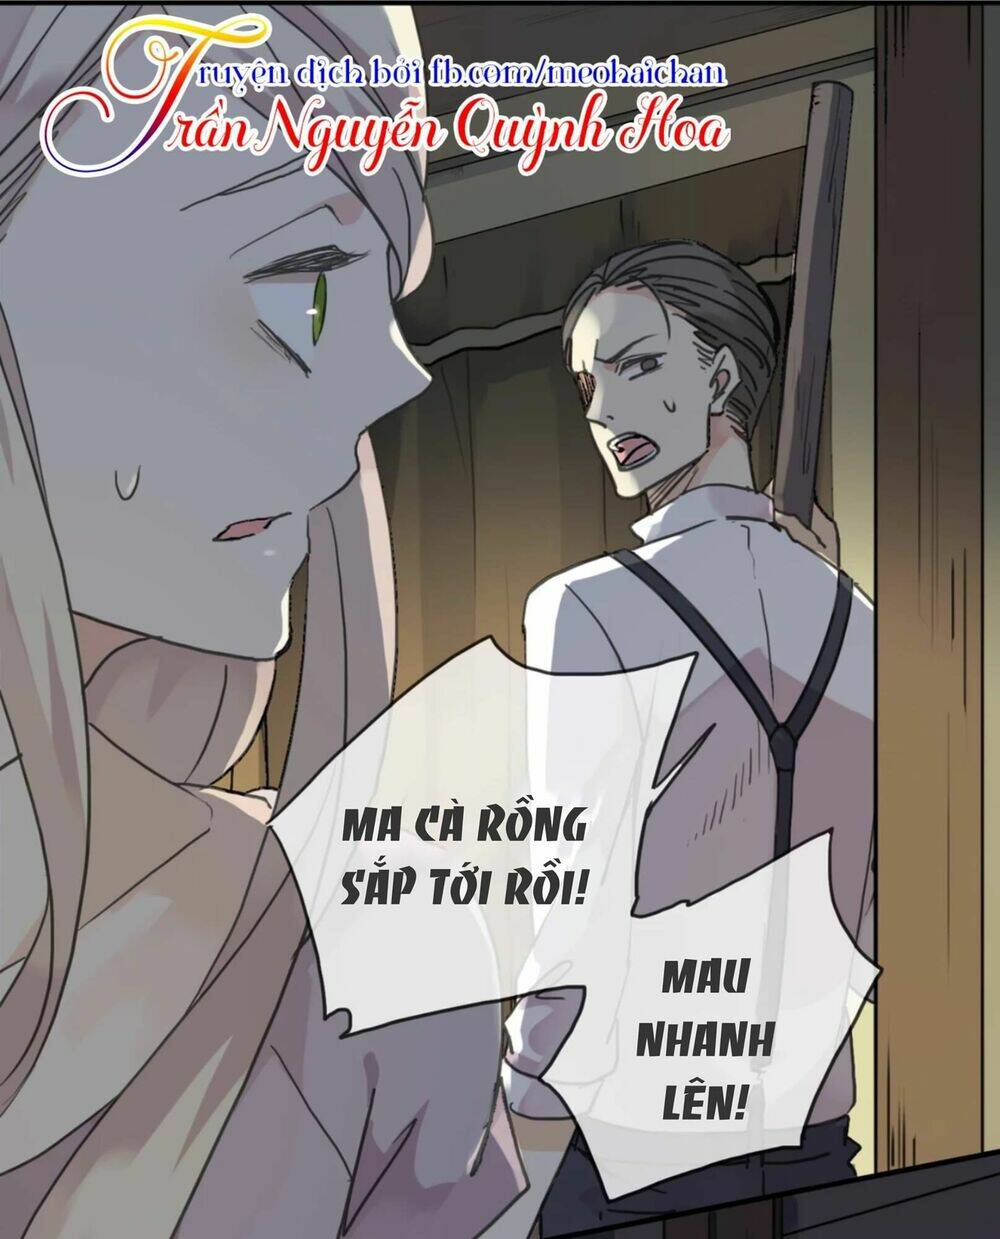 Truyện dịch bởi fb.com/meohaichan
Trần Nguyễn Quỳnh Hoa
MA CÀ RỒNG
SẮP TỚI RỒI!
MAU
NHANH
LÊN!